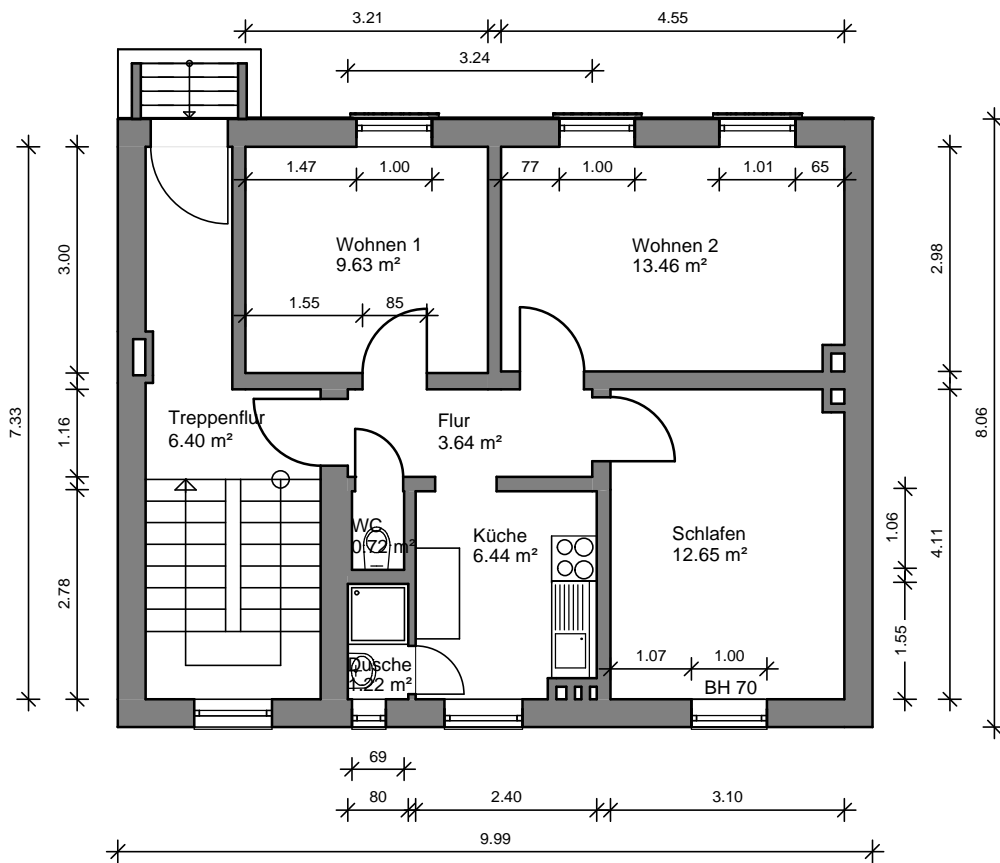 3.21
4.55
3.24
1.47
1.00
77
1.00
1.01
65
Wohnen 1
9.63 m²
Wohnen 2
13.46 m²
3.00
2.98
1.55
85
7.33
8.06
1.16
Treppenflur
6.40 m²
Flur
3.64 m²
WC
0.72 m²
Küche
6.44 m²
Schlafen
12.65 m²
1.06
4.11
2.78
1.55
Dusche
1.22 m²
1.07
1.00
BH 70
69
80
2.40
3.10
9.99